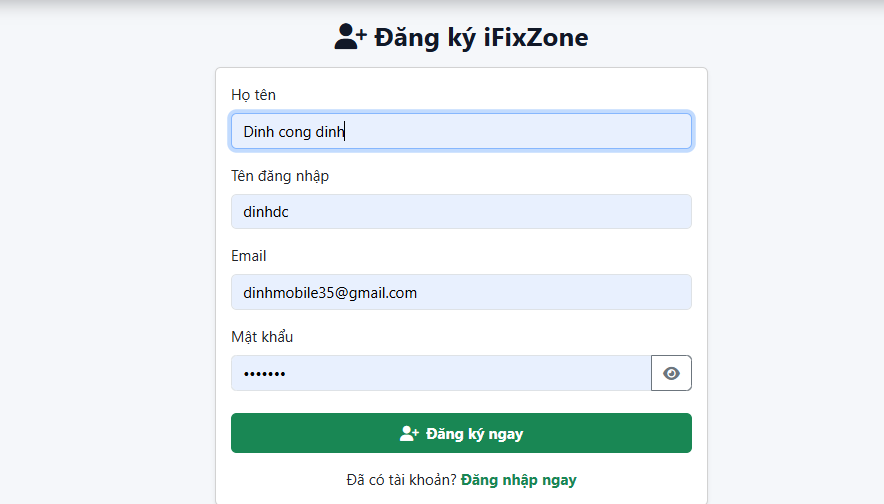 Đăng ký iFixZone
Họ tên
Dinh cong dinh
Tên đăng nhập
dinhdc
Email
dinhmobile35@gmail.com
Mật khẩu
•••••••
Đăng ký ngay
Đã có tài khoản? Đăng nhập ngay